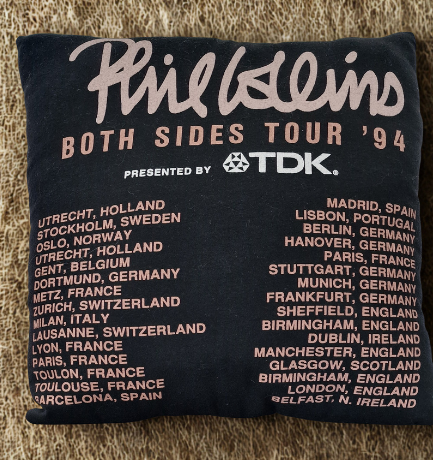 Phil Collins
BOTH SIDES TOUR '94
PRESENTED BY TDK®
UTRECHT, HOLLAND
STOCKHOLM, SWEDEN
OSLO, NORWAY
UTRECHT, HOLLAND
GENT, BELGIUM
DORTMUND, GERMANY
METZ, FRANCE
ZURICH, SWITZERLAND
MILAN, ITALY
LAUSANNE, SWITZERLAND
LYON, FRANCE
PARIS, FRANCE
TOULON, FRANCE
TOULOUSE, FRANCE
BARCELONA, SPAIN
MADRID, SPAIN
LISBON, PORTUGAL
BERLIN, GERMANY
HANOVER, GERMANY
PARIS, FRANCE
STUTTGART, GERMANY
MUNICH, GERMANY
FRANKFURT, GERMANY
SHEFFIELD, ENGLAND
BIRMINGHAM, ENGLAND
DUBLIN, IRELAND
MANCHESTER, ENGLAND
GLASGOW, SCOTLAND
BIRMINGHAM, ENGLAND
LONDON, ENGLAND
BELFAST, N. IRELAND